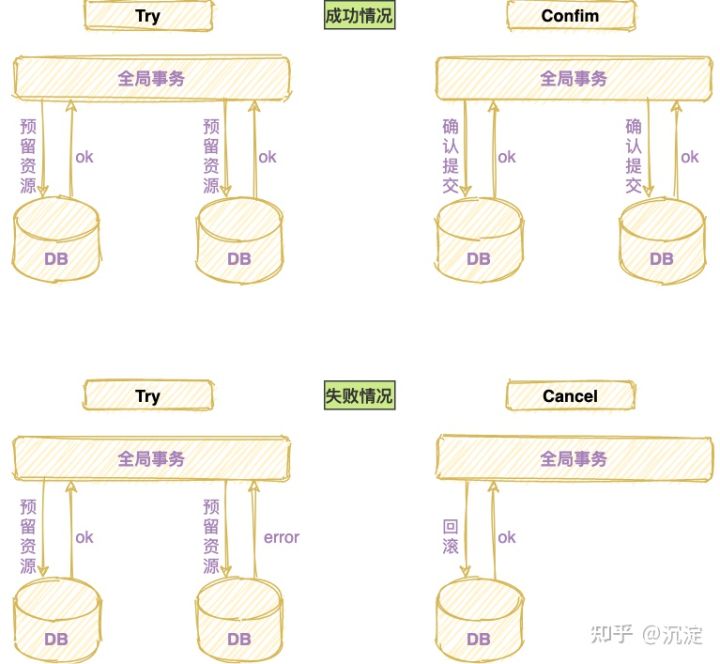 Try
成功情况
Confim
全局事务
全局事务
预留资源
ok
预留资源
ok
确认提交
ok
确认提交
ok
DB
DB
DB
DB
Try
失败情况
Cancel
全局事务
全局事务
预留资源
ok
预留资源
error
回滚
ok
DB
DB
DB
知乎 @沉淀